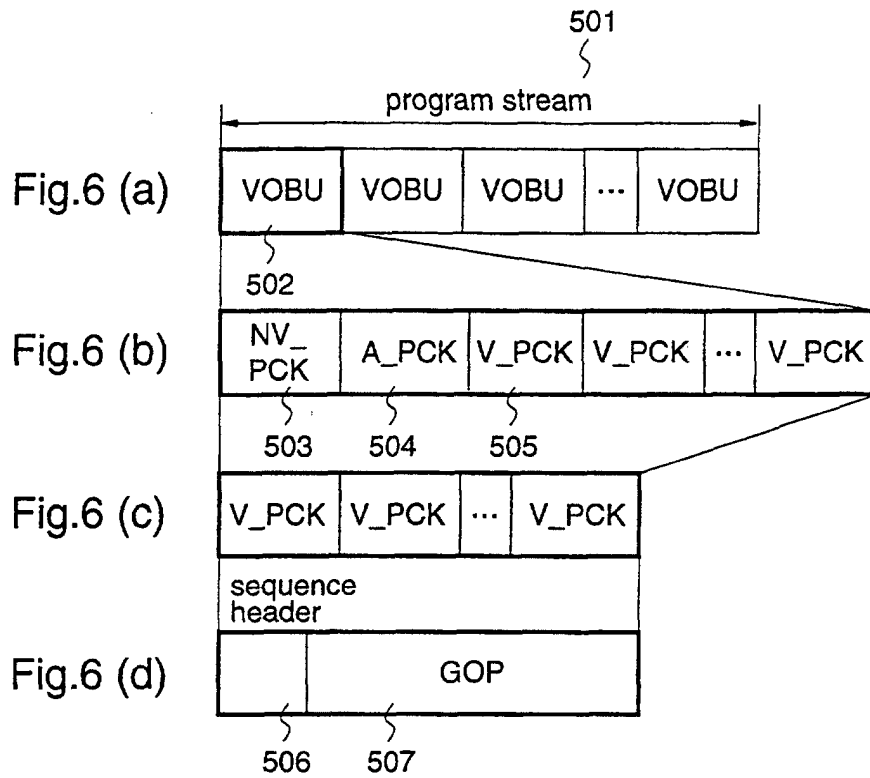 501
program stream
Fig.6 (a)
VOBU VOBU VOBU ... VOBU
502
Fig.6 (b)
NV_
PCK
A_PCK V_PCK V_PCK ... V_PCK
503 504 505
Fig.6 (c)
V_PCK V_PCK ... V_PCK
sequence
header
Fig.6 (d)
GOP
506 507